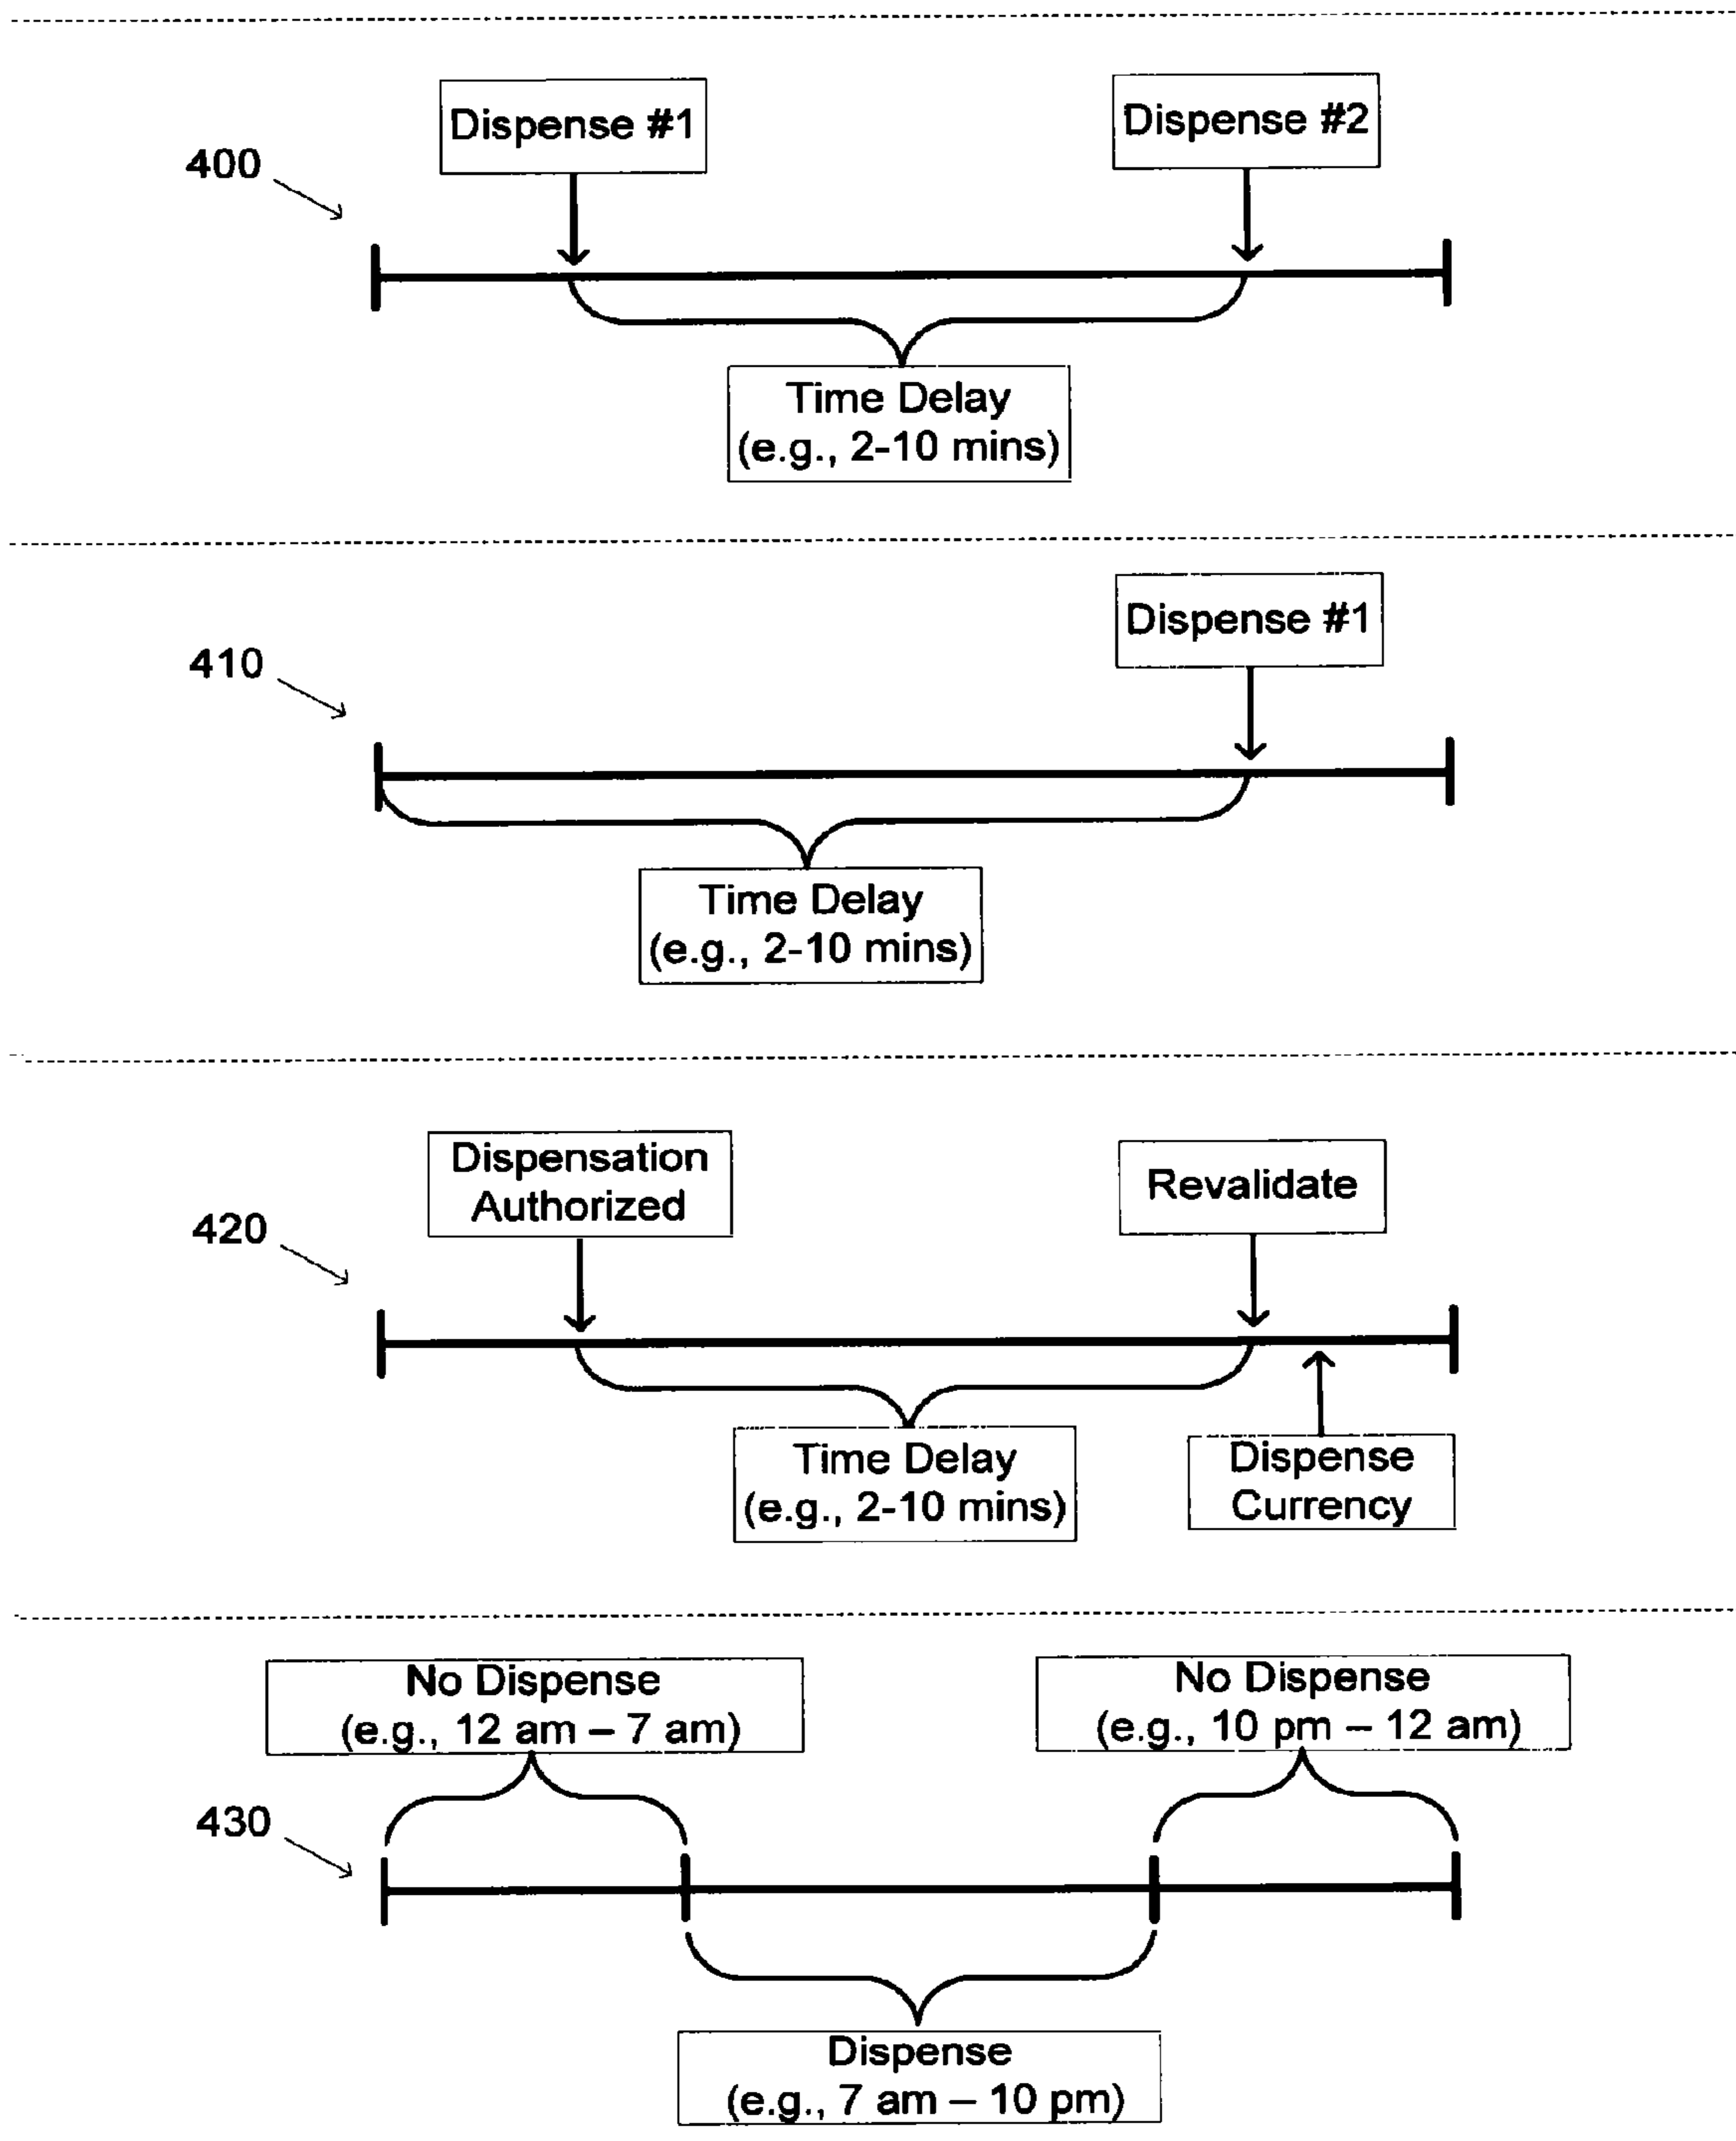 Dispense #1
Dispense #2
400
Time Delay
(e.g., 2-10 mins)
Dispense #1
410
Time Delay
(e.g., 2-10 mins)
Dispensation
Authorized
Revalidate
420
Time Delay
(e.g., 2-10 mins)
Dispense
Currency
No Dispense
(e.g., 12 am – 7 am)
No Dispense
(e.g., 10 pm – 12 am)
430
Dispense
(e.g., 7 am – 10 pm)